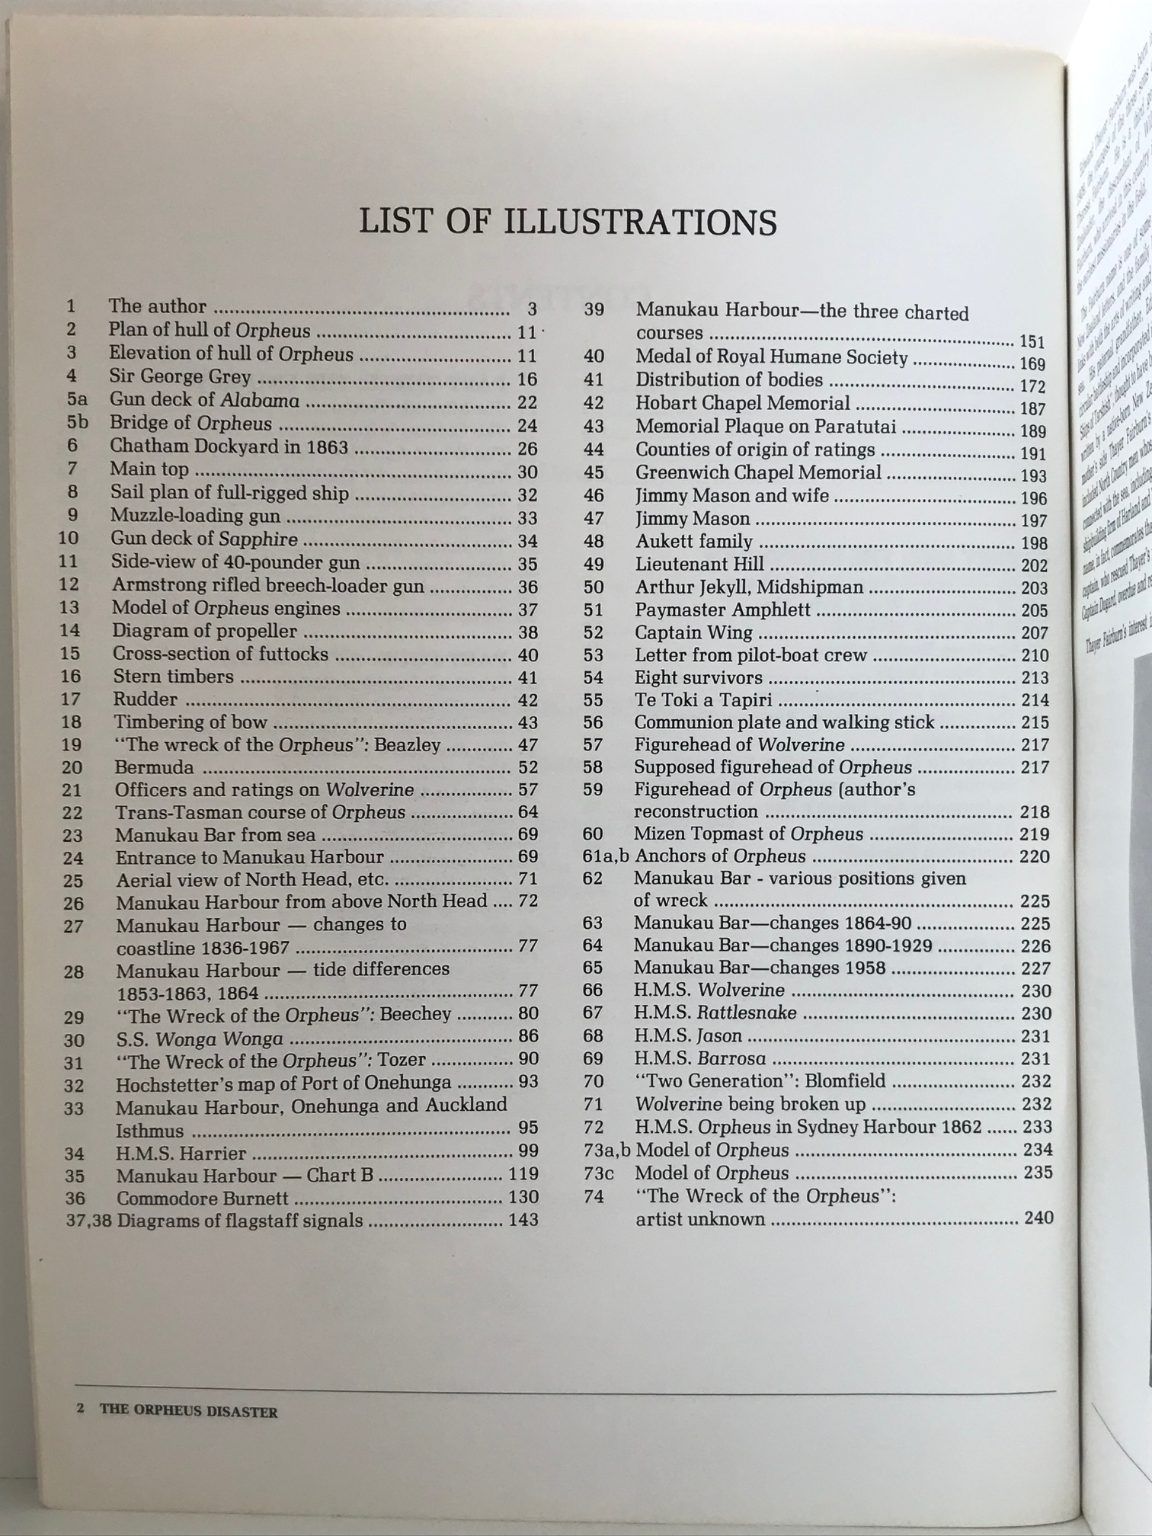 LIST OF ILLUSTRATIONS
1 The author ........ 3
2 Plan of hull of Orpheus ........ 11
3 Elevation of hull of Orpheus ........ 11
4 Sir George Grey ........ 16
5a Gun deck of Alabama ........ 22
5b Bridge of Orpheus ........ 24
6 Chatham Dockyard in 1863 ........ 26
7 Main top ........ 30
8 Sail plan of full-rigged ship ........ 32
9 Muzzle-loading gun ........ 33
10 Gun deck of Sapphire ........ 34
11 Side-view of 40-pounder gun ........ 35
12 Armstrong rifled breech-loader gun ........ 36
13 Model of Orpheus engines ........ 37
14 Diagram of propeller ........ 38
15 Cross-section of futtocks ........ 40
16 Stern timbers ........ 41
17 Rudder ........ 42
18 Timbering of bow ........ 43
19 "The wreck of the Orpheus": Beazley ........ 47
20 Bermuda ........ 52
21 Officers and ratings on Wolverine ........ 57
22 Trans-Tasman course of Orpheus ........ 64
23 Manukau Bar from sea ........ 69
24 Entrance to Manukau Harbour ........ 69
25 Aerial view of North Head, etc. ........ 71
26 Manukau Harbour from above North Head .... 72
27 Manukau Harbour — changes to
coastline 1836-1967 ........ 77
28 Manukau Harbour — tide differences
1853-1863, 1864 ........ 77
29 "The Wreck of the Orpheus": Beechey ........ 80
30 S.S. Wonga Wonga ........ 86
31 "The Wreck of the Orpheus": Tozer ........ 90
32 Hochstetter's map of Port of Onehunga ........ 93
33 Manukau Harbour, Onehunga and Auckland
Isthmus ........ 95
34 H.M.S. Harrier ........ 99
35 Manukau Harbour — Chart B ........ 119
36 Commodore Burnett ........ 130
37,38 Diagrams of flagstaff signals ........ 143
39 Manukau Harbour—the three charted
courses ........ 151
40 Medal of Royal Humane Society ........ 169
41 Distribution of bodies ........ 172
42 Hobart Chapel Memorial ........ 187
43 Memorial Plaque on Paratutai ........ 189
44 Counties of origin of ratings ........ 191
45 Greenwich Chapel Memorial ........ 193
46 Jimmy Mason and wife ........ 196
47 Jimmy Mason ........ 197
48 Aukett family ........ 198
49 Lieutenant Hill ........ 202
50 Arthur Jekyll, Midshipman ........ 203
51 Paymaster Amphlett ........ 205
52 Captain Wing ........ 207
53 Letter from pilot-boat crew ........ 210
54 Eight survivors ........ 213
55 Te Toki a Tapiri ........ 214
56 Communion plate and walking stick ........ 215
57 Figurehead of Wolverine ........ 217
58 Supposed figurehead of Orpheus ........ 217
59 Figurehead of Orpheus (author's
reconstruction ........ 218
60 Mizen Topmast of Orpheus ........ 219
61a,b Anchors of Orpheus ........ 220
62 Manukau Bar - various positions given
of wreck ........ 225
63 Manukau Bar—changes 1864-90 ........ 225
64 Manukau Bar—changes 1890-1929 ........ 226
65 Manukau Bar—changes 1958 ........ 227
66 H.M.S. Wolverine ........ 230
67 H.M.S. Rattlesnake ........ 230
68 H.M.S. Jason ........ 231
69 H.M.S. Barrosa ........ 231
70 "Two Generation": Blomfield ........ 232
71 Wolverine being broken up ........ 232
72 H.M.S. Orpheus in Sydney Harbour 1862 ...... 233
73a,b Model of Orpheus ........ 234
73c Model of Orpheus ........ 235
74 "The Wreck of the Orpheus":
artist unknown ........ 240
2 THE ORPHEUS DISASTER